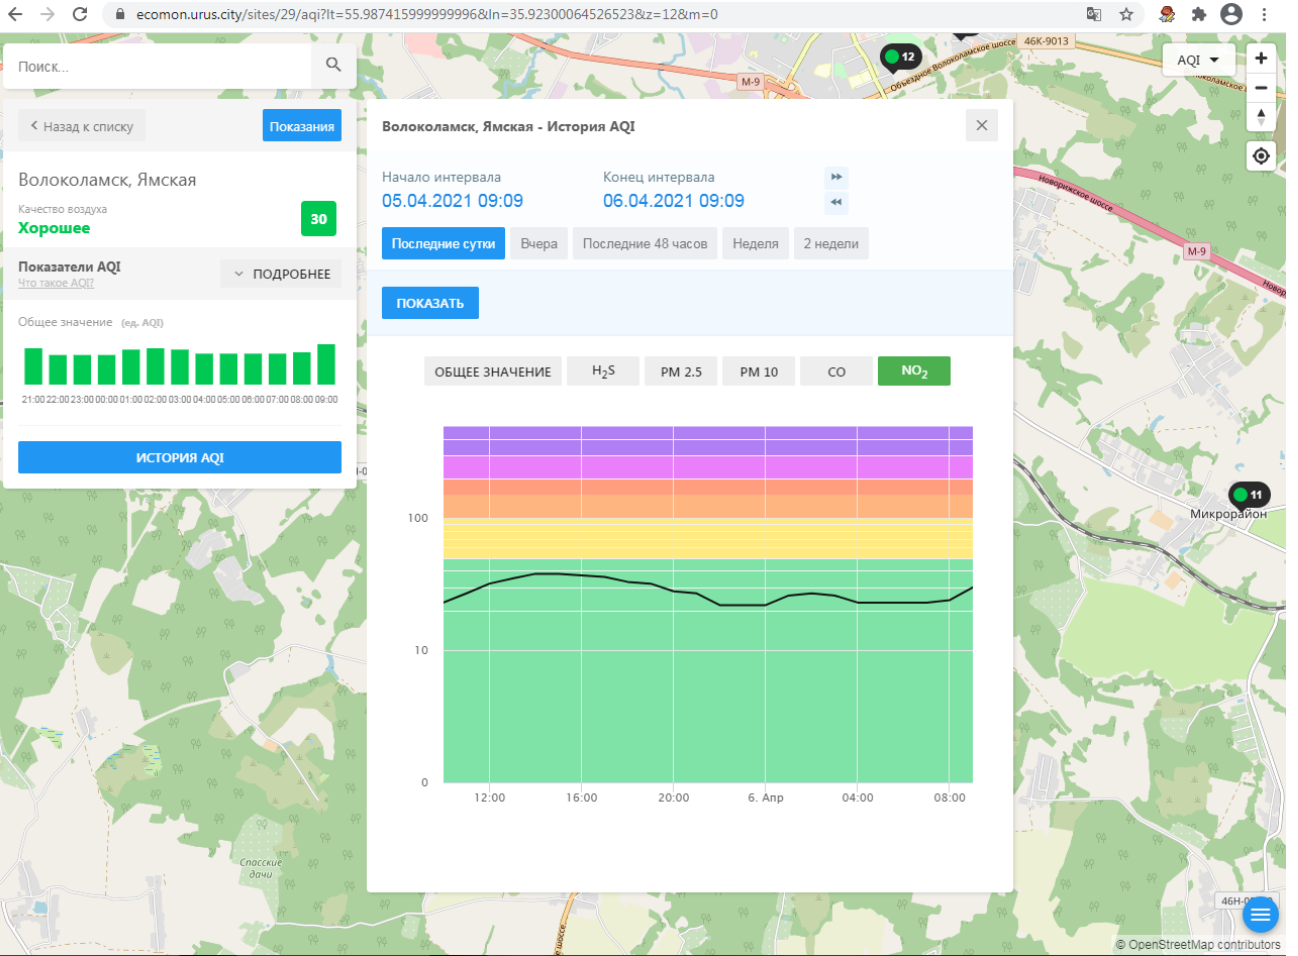 ecomon.urus.city/sites/29/aqi?lt=55.987415999999996&ln=35.92300064526523&z=12&m=0
Поиск...
Назад к списку
Показания
Волоколамск, Ямская
Качество воздуха
Хорошее
30
Показатели AQI
Что такое AQI?
ПОДРОБНЕЕ
Общее значение (ед. AQI)
21:00 22:00 23:00 00:00 01:00 02:00 03:00 04:00 05:00 06:00 07:00 08:00 09:00
ИСТОРИЯ AQI
Волоколамск, Ямская - История AQI
Начало интервала
Конец интервала
05.04.2021 09:09
06.04.2021 09:09
Последние сутки
Вчера
Последние 48 часов
Неделя
2 недели
ПОКАЗАТЬ
ОБЩЕЕ ЗНАЧЕНИЕ
H2S
PM 2.5
PM 10
CO
NO2
100
10
0
12:00
16:00
20:00
6. Апр
04:00
08:00
M-9
12
Объездное Волоколамское шоссе
46К-9013
AQI
Новорижское шоссе
M-9
11
Микрорайон
Спасские
дачи
© OpenStreetMap contributors